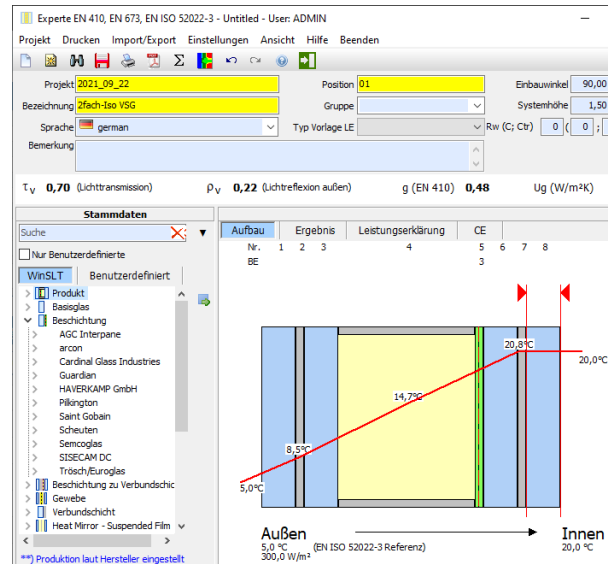 Experte EN 410, EN 673, EN ISO 52022-3 - Untitled - User: ADMIN
Projekt Drucken Import/Export Einstellungen Ansicht Hilfe Beenden
Projekt 2021_09_22 Position 01 Einbauwinkel 90,00
Bezeichnung 2fach-Iso VSG Gruppe Systemhöhe 1,50
Sprache german Typ Vorlage LE Rw (C; Ctr) 0 ( 0 ;
Bemerkung
τv 0,70 (Lichttransmission) ρv 0,22 (Lichtreflexion außen) g (EN 410) 0,48 Ug (W/m²K)
Stammdaten
Suche
Nur Benutzerdefinierte
WinSLT Benutzerdefiniert
Produkt
Basisglas
Beschichtung
AGC Interpane
arcon
Cardinal Glass Industries
Guardian
HAVERKAMP GmbH
Pilkington
Saint Gobain
Scheuten
Semcoglas
SISECAM DC
Trösch/Euroglas
Beschichtung zu Verbundschic
Gewebe
Verbundschicht
Heat Mirror - Suspended Film
**) Produktion laut Hersteller eingestellt
Aufbau Ergebnis Leistungserklärung CE
Nr. 1 2 3 4 5 6 7 8
BE 3
20,8°C
20,0°C
14,7°C
8,5°C
5,0°C
Außen Innen
5,0 °C (EN ISO 52022-3 Referenz) 20,0 °C
300,0 W/m²